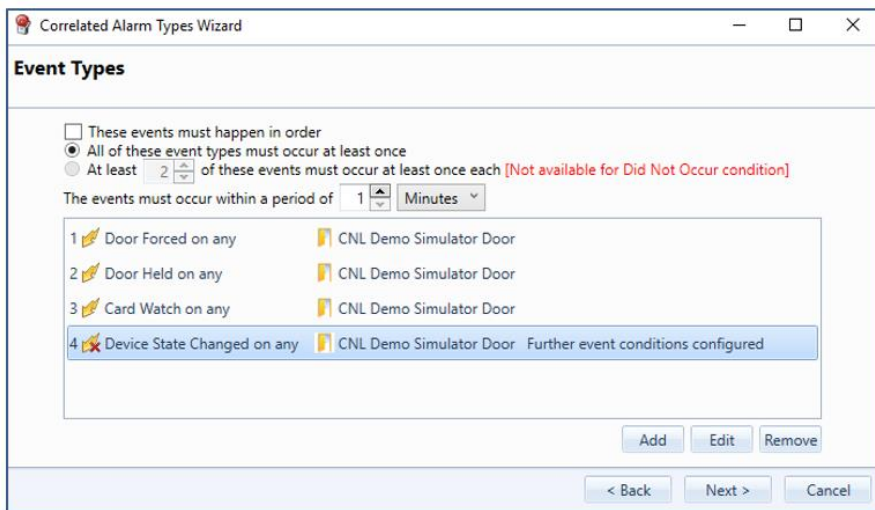 Correlated Alarm Types Wizard
Event Types
These events must happen in order
All of these event types must occur at least once
At least 2 of these events must occur at least once each [Not available for Did Not Occur condition]
The events must occur within a period of 1 Minutes
1 Door Forced on any CNL Demo Simulator Door
2 Door Held on any CNL Demo Simulator Door
3 Card Watch on any CNL Demo Simulator Door
4 Device State Changed on any CNL Demo Simulator Door Further event conditions configured
Add Edit Remove
< Back Next > Cancel